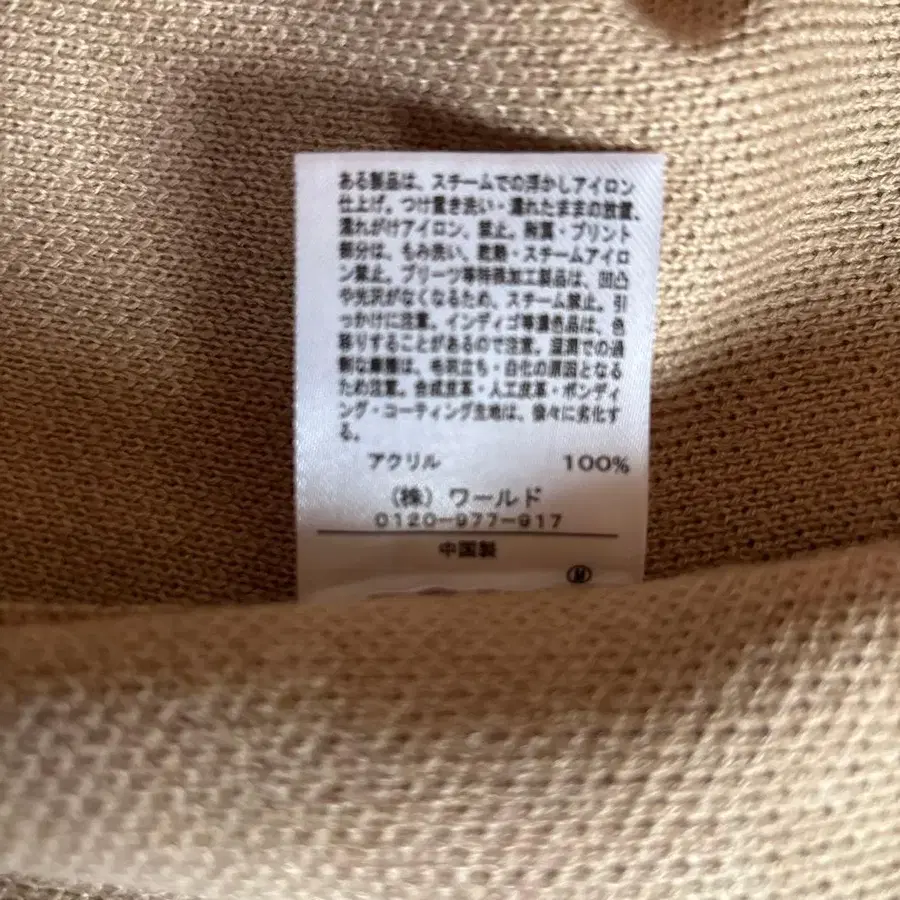 ある製品は、スチームでの浮かしアイロン
仕上げ。つけ置き洗い・濡れたままの放置、
濡れがけアイロン、禁止。附属・プリント
部分は、もみ洗い、乾熱・スチームアイロ
ン禁止。プリーツ等特殊加工製品は、凹凸
や光沢がなくなるため、スチーム禁止。引
っかけに注意。インディゴ等濃色品は、色
移りすることがあるので注意。湿潤での過
剰な摩擦は、毛羽立ち・白化の原因となる
ため注意。合成皮革・人工皮革・ボンディ
ング・コーティング生地は、徐々に劣化す
る。
アクリル 100%
(株) ワールド
0120-977-917
中国製
M